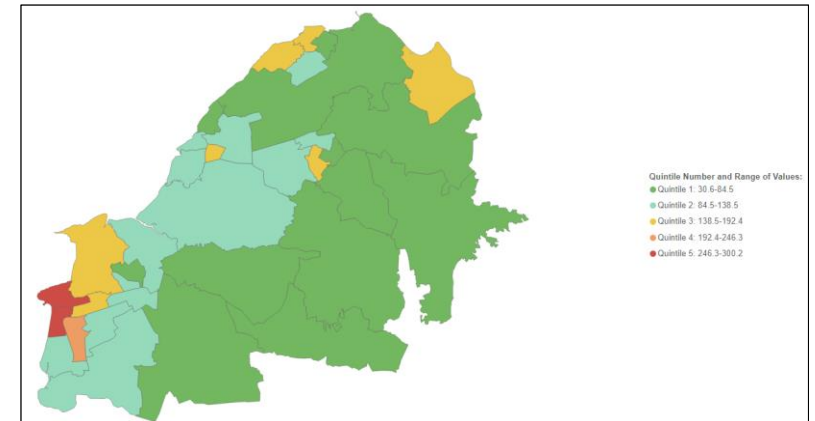 Quintile Number and Range of Values:
Quintile 1: 30.6-84.5
Quintile 2: 84.5-138.5
Quintile 3: 138.5-192.4
Quintile 4: 192.4-246.3
Quintile 5: 246.3-300.2